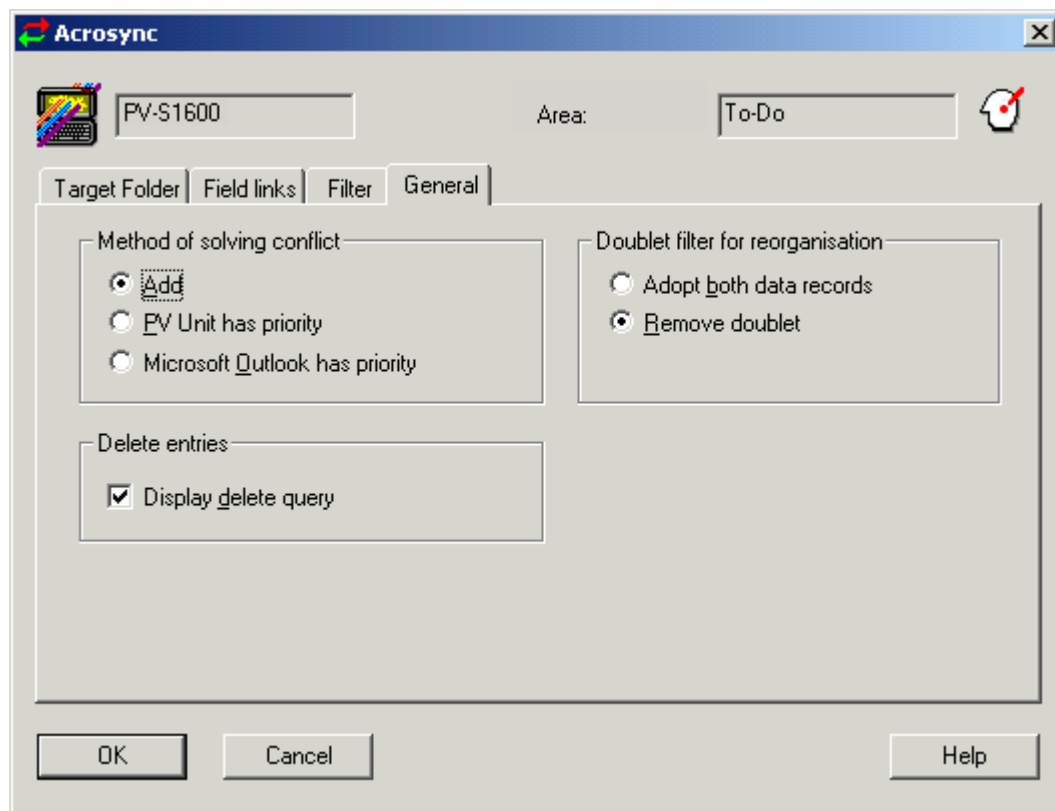 Acrosync
PV-S1600
Area:
To-Do
Target Folder
Field links
Filter
General
Method of solving conflict
Add
PV Unit has priority
Microsoft Outlook has priority
Doublet filter for reorganisation
Adopt both data records
Remove doublet
Delete entries
Display delete query
OK
Cancel
Help